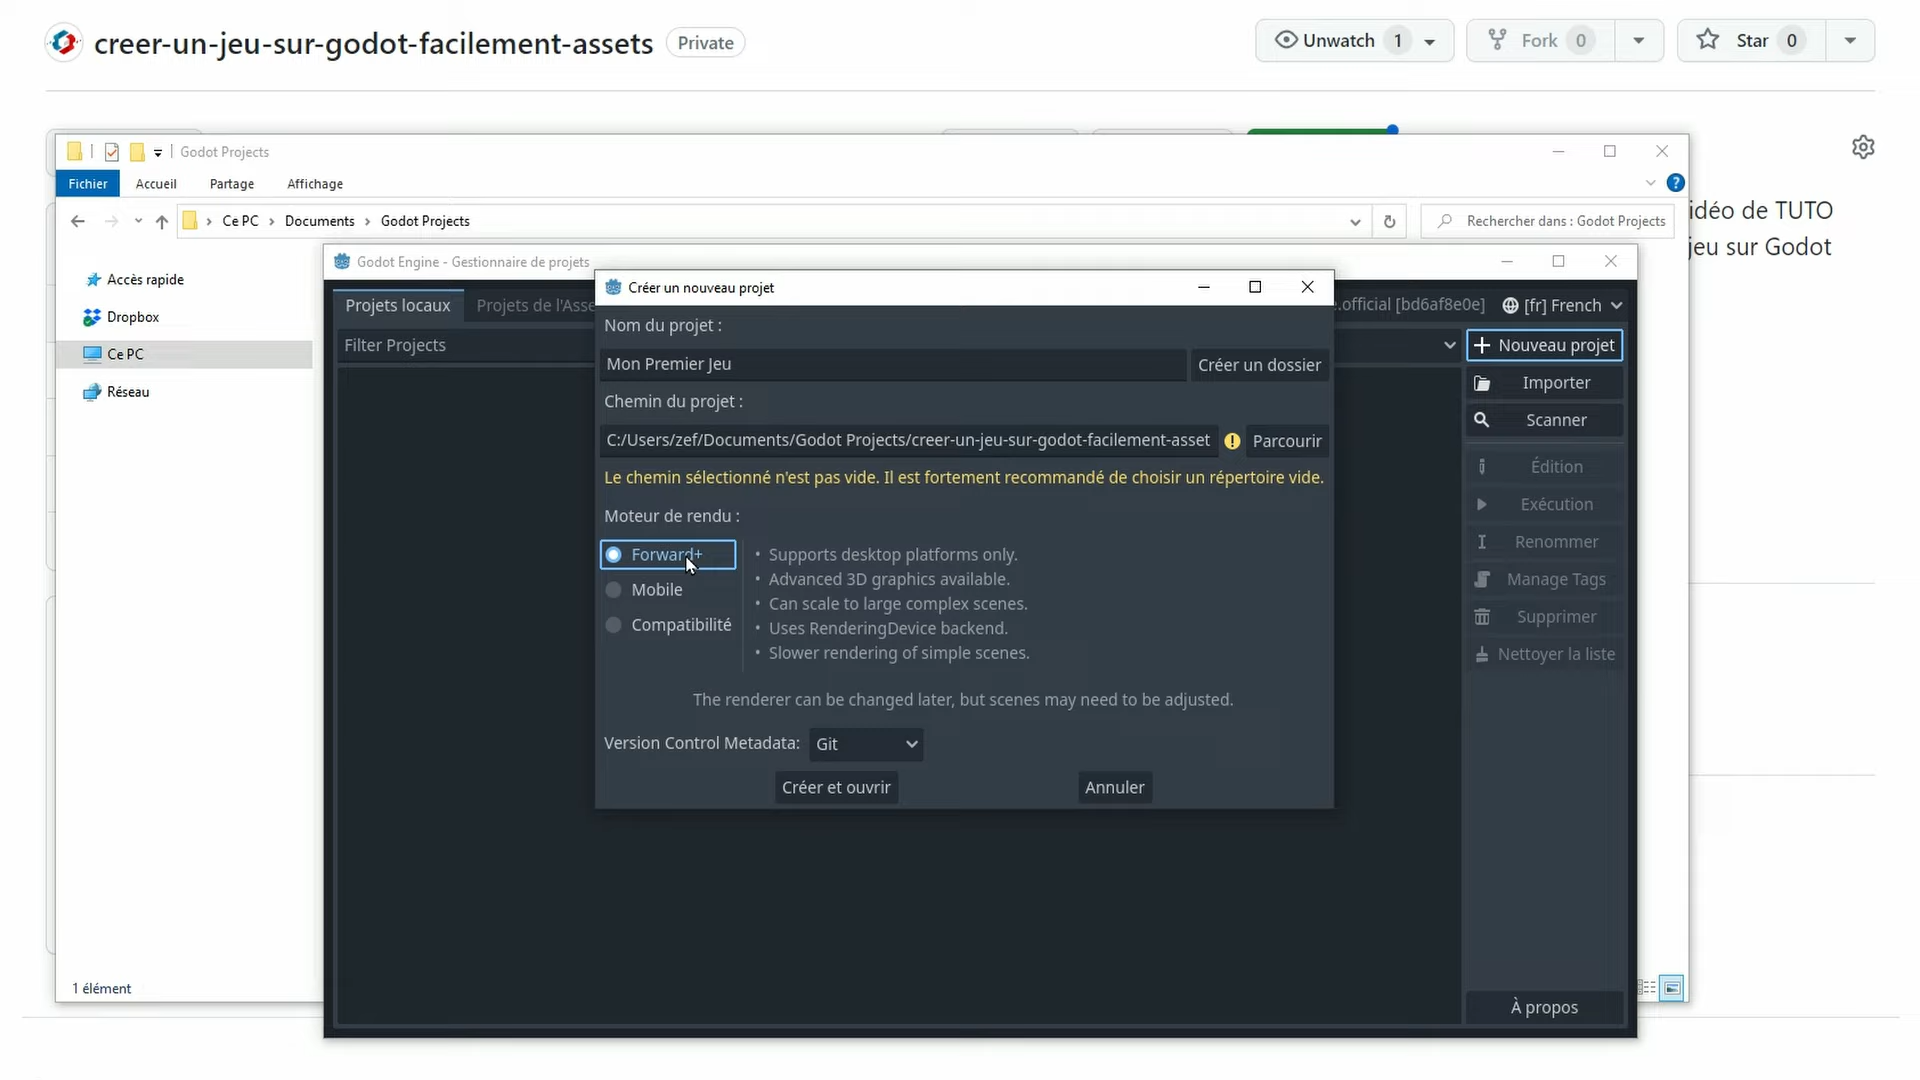 creer-un-jeu-sur-godot-facilement-assets Private
Unwatch 1 Fork 0 Star 0
Godot Projects
Fichier Accueil Partage Affichage
Ce PC Documents Godot Projects
Rechercher dans : Godot Projects
idéo de TUTO
jeu sur Godot
Accès rapide
Dropbox
Ce PC
Réseau
1 élément
Godot Engine - Gestionnaire de projets
Projets locaux Projets de l'Asse
.official [bd6af8e0e] [fr] French
Filter Projects
Nouveau projet
Importer
Scanner
Édition
Exécution
Renommer
Manage Tags
Supprimer
Nettoyer la liste
À propos
Créer un nouveau projet
Nom du projet :
Mon Premier Jeu Créer un dossier
Chemin du projet :
C:/Users/zef/Documents/Godot Projects/creer-un-jeu-sur-godot-facilement-asset Parcourir
Le chemin sélectionné n'est pas vide. Il est fortement recommandé de choisir un répertoire vide.
Moteur de rendu :
Forward+
Mobile
Compatibilité
• Supports desktop platforms only.
• Advanced 3D graphics available.
• Can scale to large complex scenes.
• Uses RenderingDevice backend.
• Slower rendering of simple scenes.
The renderer can be changed later, but scenes may need to be adjusted.
Version Control Metadata: Git
Créer et ouvrir Annuler